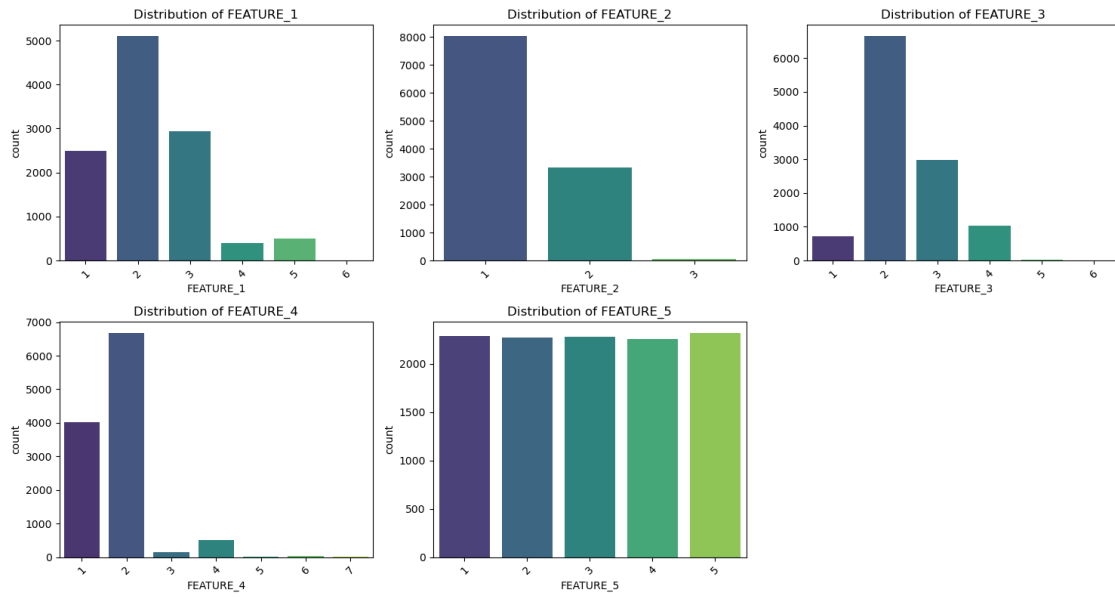 Distribution of FEATURE_1
5000
4000
3000
2000
1000
0
count
1 2 3 4 5 6
FEATURE_1
Distribution of FEATURE_2
8000
7000
6000
5000
4000
3000
2000
1000
0
count
1 2 3
FEATURE_2
Distribution of FEATURE_3
6000
5000
4000
3000
2000
1000
0
count
1 2 3 4 5 6
FEATURE_3
Distribution of FEATURE_4
7000
6000
5000
4000
3000
2000
1000
0
count
1 2 3 4 5 6 7
FEATURE_4
Distribution of FEATURE_5
2000
1500
1000
500
0
count
1 2 3 4 5
FEATURE_5